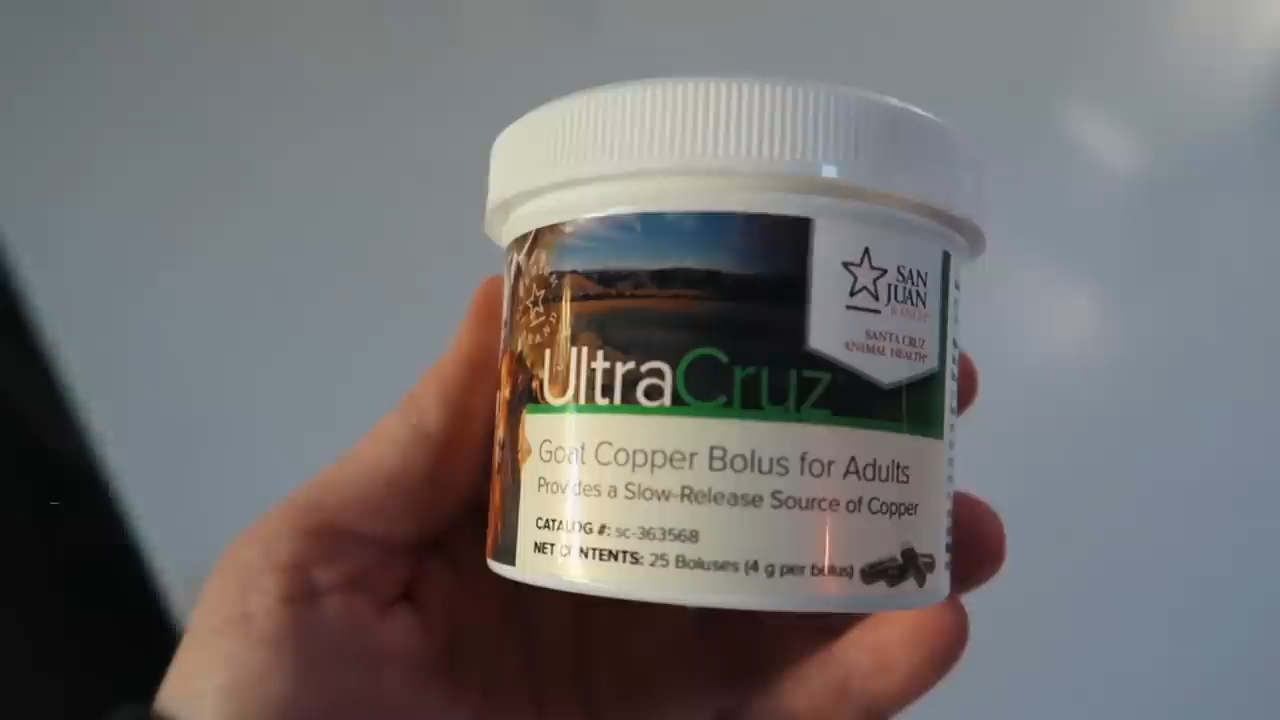 SAN
JUAN
RANCH
SANTA CRUZ
ANIMAL HEALTH
UltraCruz
Goat Copper Bolus for Adults
Provides a Slow-Release Source of Copper
CATALOG #: sc-363568
NET CONTENTS: 25 Boluses (4 g per bolus)